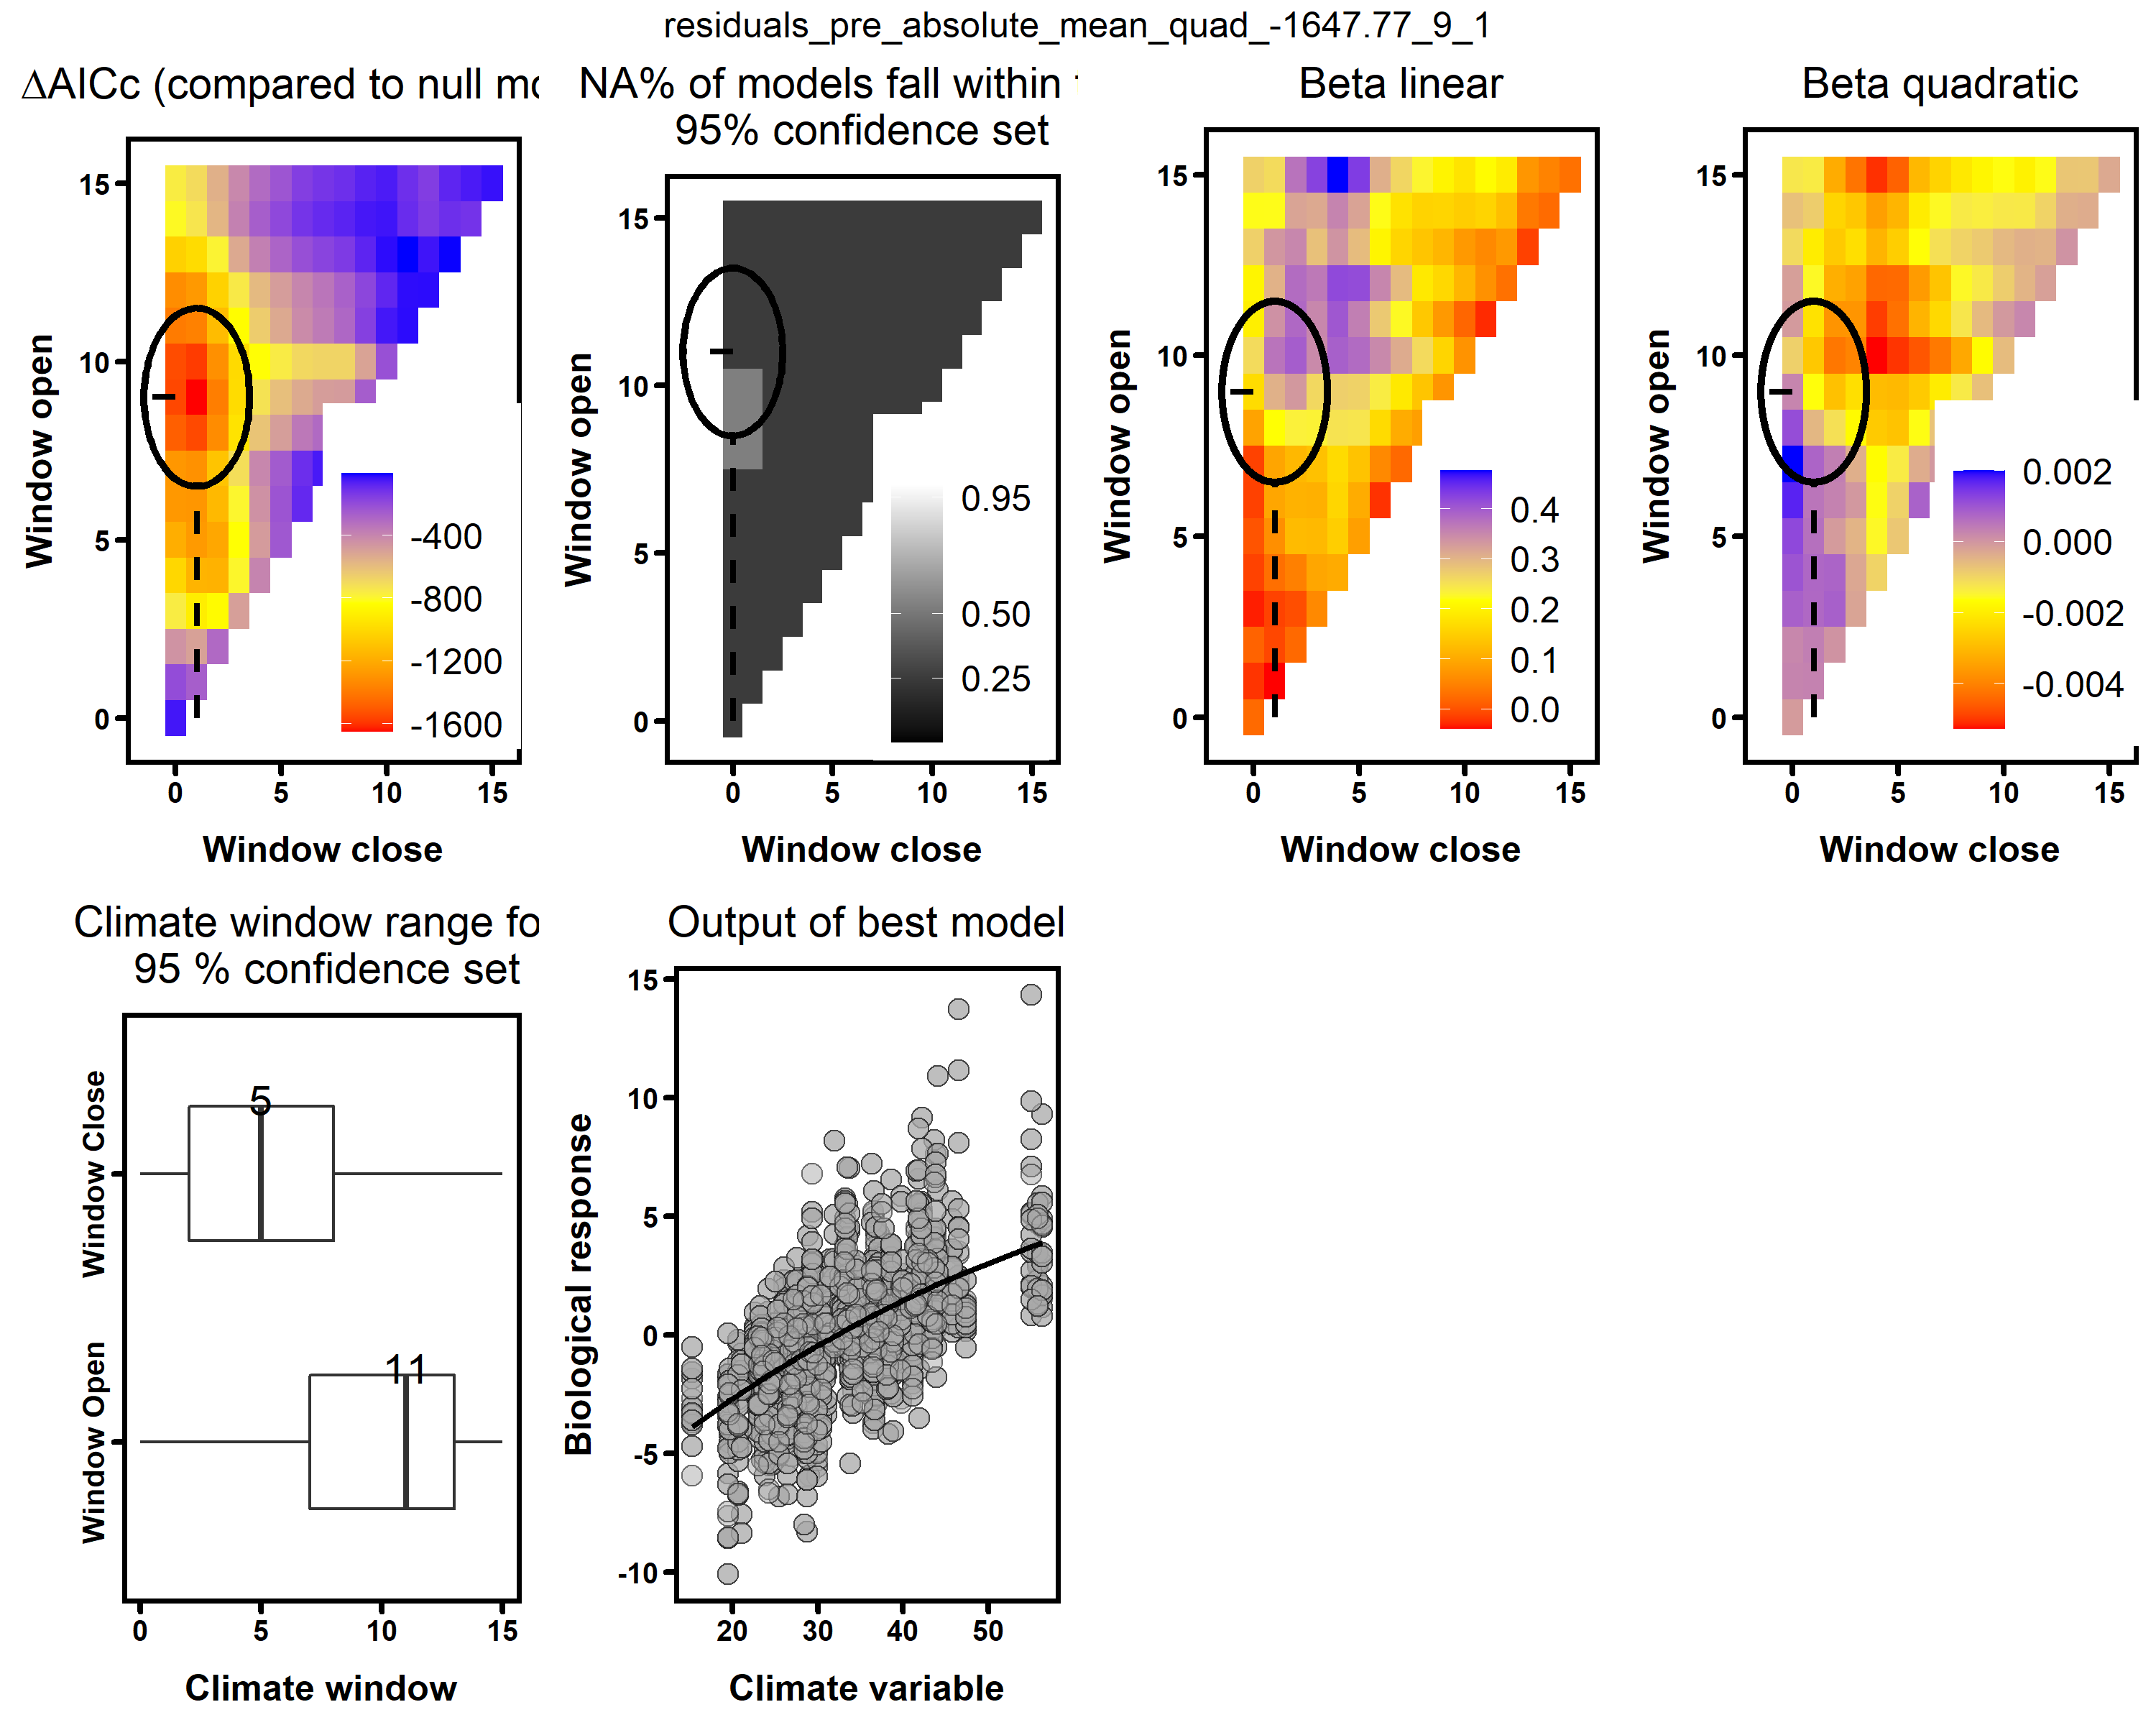 residuals_pre_absolute_mean_quad_-1647.77_9_1
ΔAICc (compared to null mo
15
10
5
0
0 5 10 15
Window open
Window close
-400
-800
-1200
-1600
NA% of models fall within
95% confidence set
15
10
5
0
0 5 10 15
Window open
Window close
0.95
0.50
0.25
Beta linear
15
10
5
0
0 5 10 15
Window open
Window close
0.4
0.3
0.2
0.1
0.0
Beta quadratic
15
10
5
0
0 5 10 15
Window open
Window close
0.002
0.000
-0.002
-0.004
Climate window range fo
95 % confidence set
Window Close
5
Window Open
11
0 5 10 15
Climate window
Output of best model
15
10
5
0
-5
-10
Biological response
20 30 40 50
Climate variable